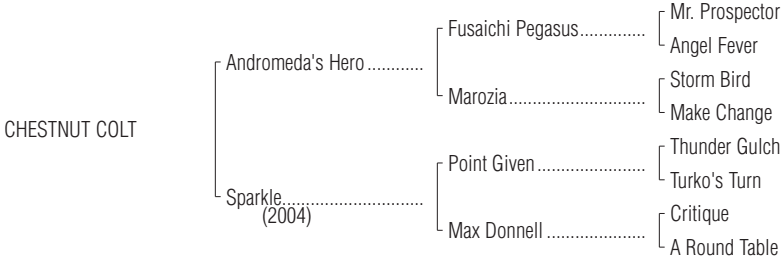 Mr. Prospector
Fusaichi Pegasus..............
Angel Fever
Andromeda's Hero ............
Storm Bird
Marozia.............................
Make Change
CHESTNUT COLT
Thunder Gulch
Point Given .......................
Turko's Turn
Sparkle..............................
(2004)
Critique
Max Donnell .....................
A Round Table